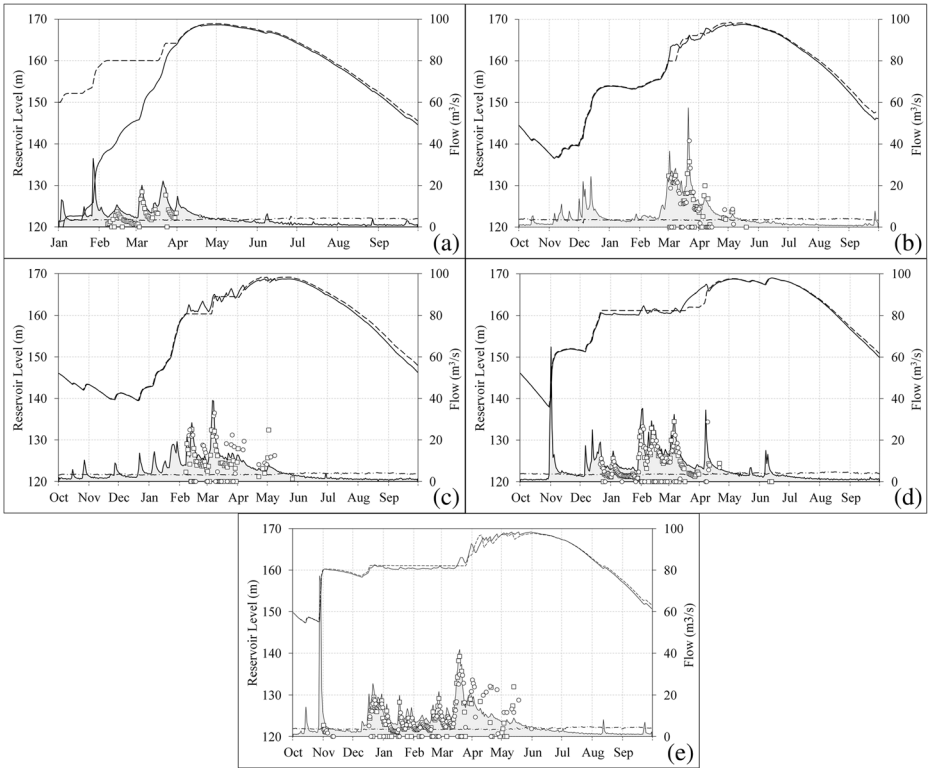 170 100 170 100
160 80 160 80
150 60 150 60
140 40 140 40
130 20 130 20
120 0 120 0
Reservoir Level (m) Flow (m³/s) Reservoir Level (m) Flow (m³/s)
Jan Feb Mar Apr May Jun Jul Aug Sep (a) Oct Nov Dec Jan Feb Mar Apr May Jun Jul Aug Sep (b)
170 100 170 100
160 80 160 80
150 60 150 60
140 40 140 40
130 20 130 20
120 0 120 0
Reservoir Level (m) Flow (m³/s) Reservoir Level (m) Flow (m³/s)
Oct Nov Dec Jan Feb Mar Apr May Jun Jul Aug Sep (c) Oct Nov Dec Jan Feb Mar Apr May Jun Jul Aug Sep (d)
170 100
160 80
150 60
140 40
130 20
120 0
Reservoir Level (m) Flow (m3/s)
Oct Nov Dec Jan Feb Mar Apr May Jun Jul Aug Sep (e)